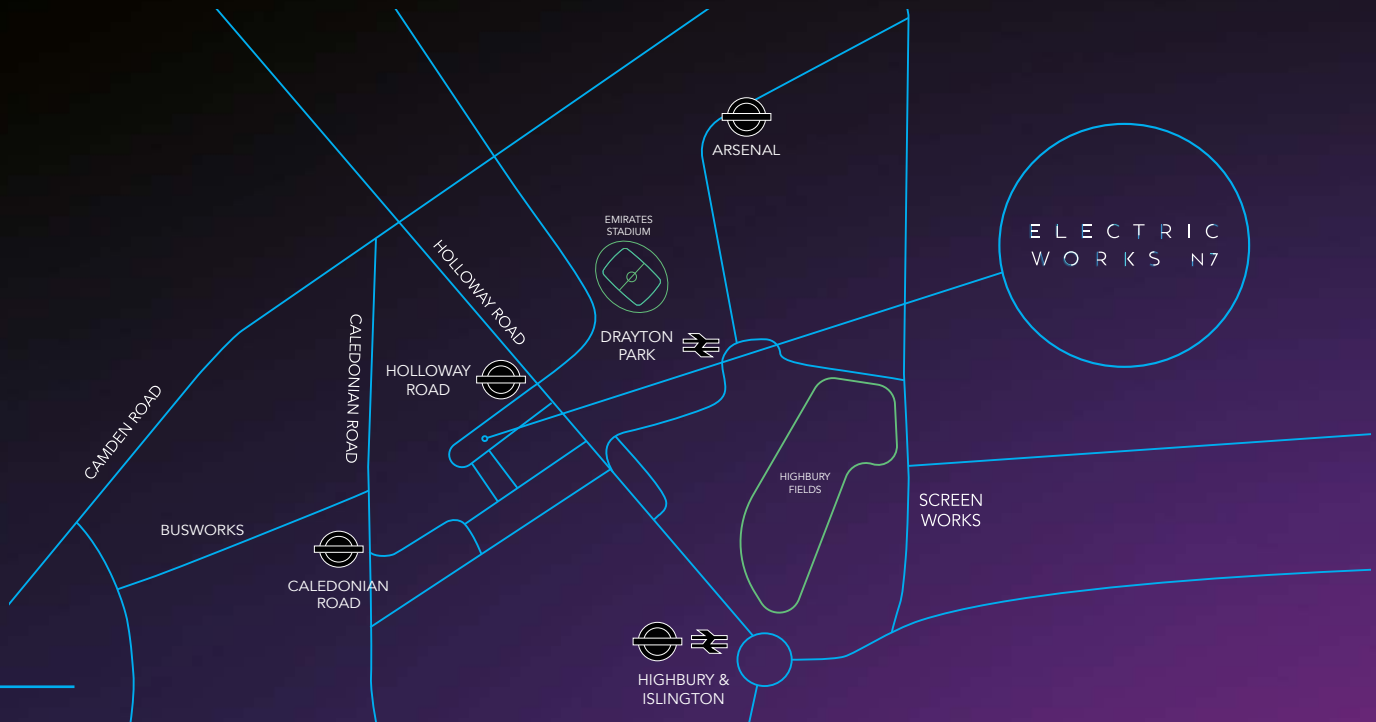 ARSENAL
EMIRATES
STADIUM
ELECTRIC
WORKS N7
HOLLOWAY ROAD
CALEDONIAN ROAD
DRAYTON
PARK
HOLLOWAY
ROAD
CAMDEN ROAD
HIGHBURY
FIELDS
SCREEN
WORKS
BUSWORKS
CALEDONIAN
ROAD
HIGHBURY &
ISLINGTON